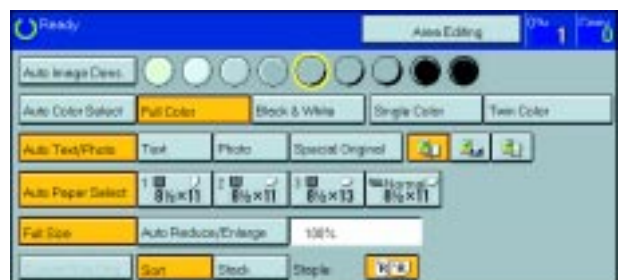 Ready Area Editing Qty 1 0
Auto Image Dens.
Auto Color Select Full Color Black & White Single Color Twin Color
Auto Text/Photo Text Photo Special Original
Auto Paper Select 1 8½×11 2 8½×11 3 8½×13 Normal 8½×11
Full Size Auto Reduce/Enlarge 100%
Sort Stack Staple R R